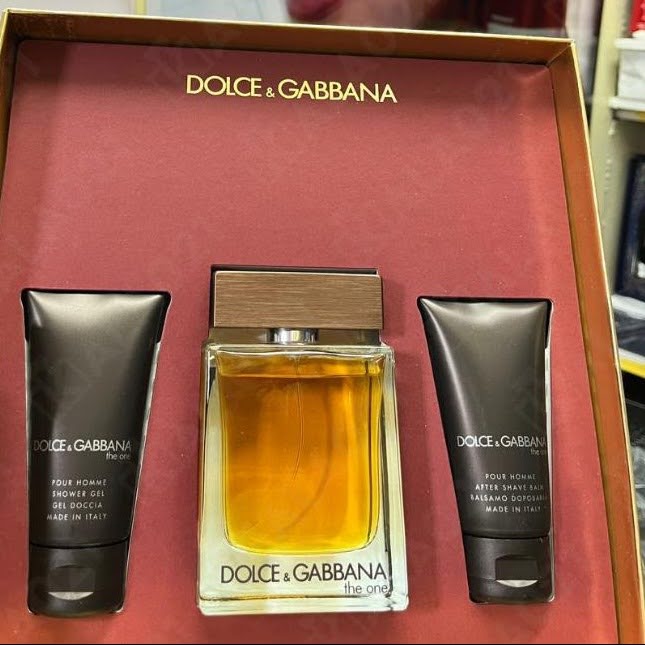 DOLCE & GABBANA
DOLCE & GABBANA
the one
POUR HOMME
SHOWER GEL
GEL DOCCIA
MADE IN ITALY
DOLCE & GABBANA
the one
DOLCE & GABBANA
the one
POUR HOMME
AFTER SHAVE BALM
BALSAMO
MADE IN ITALY